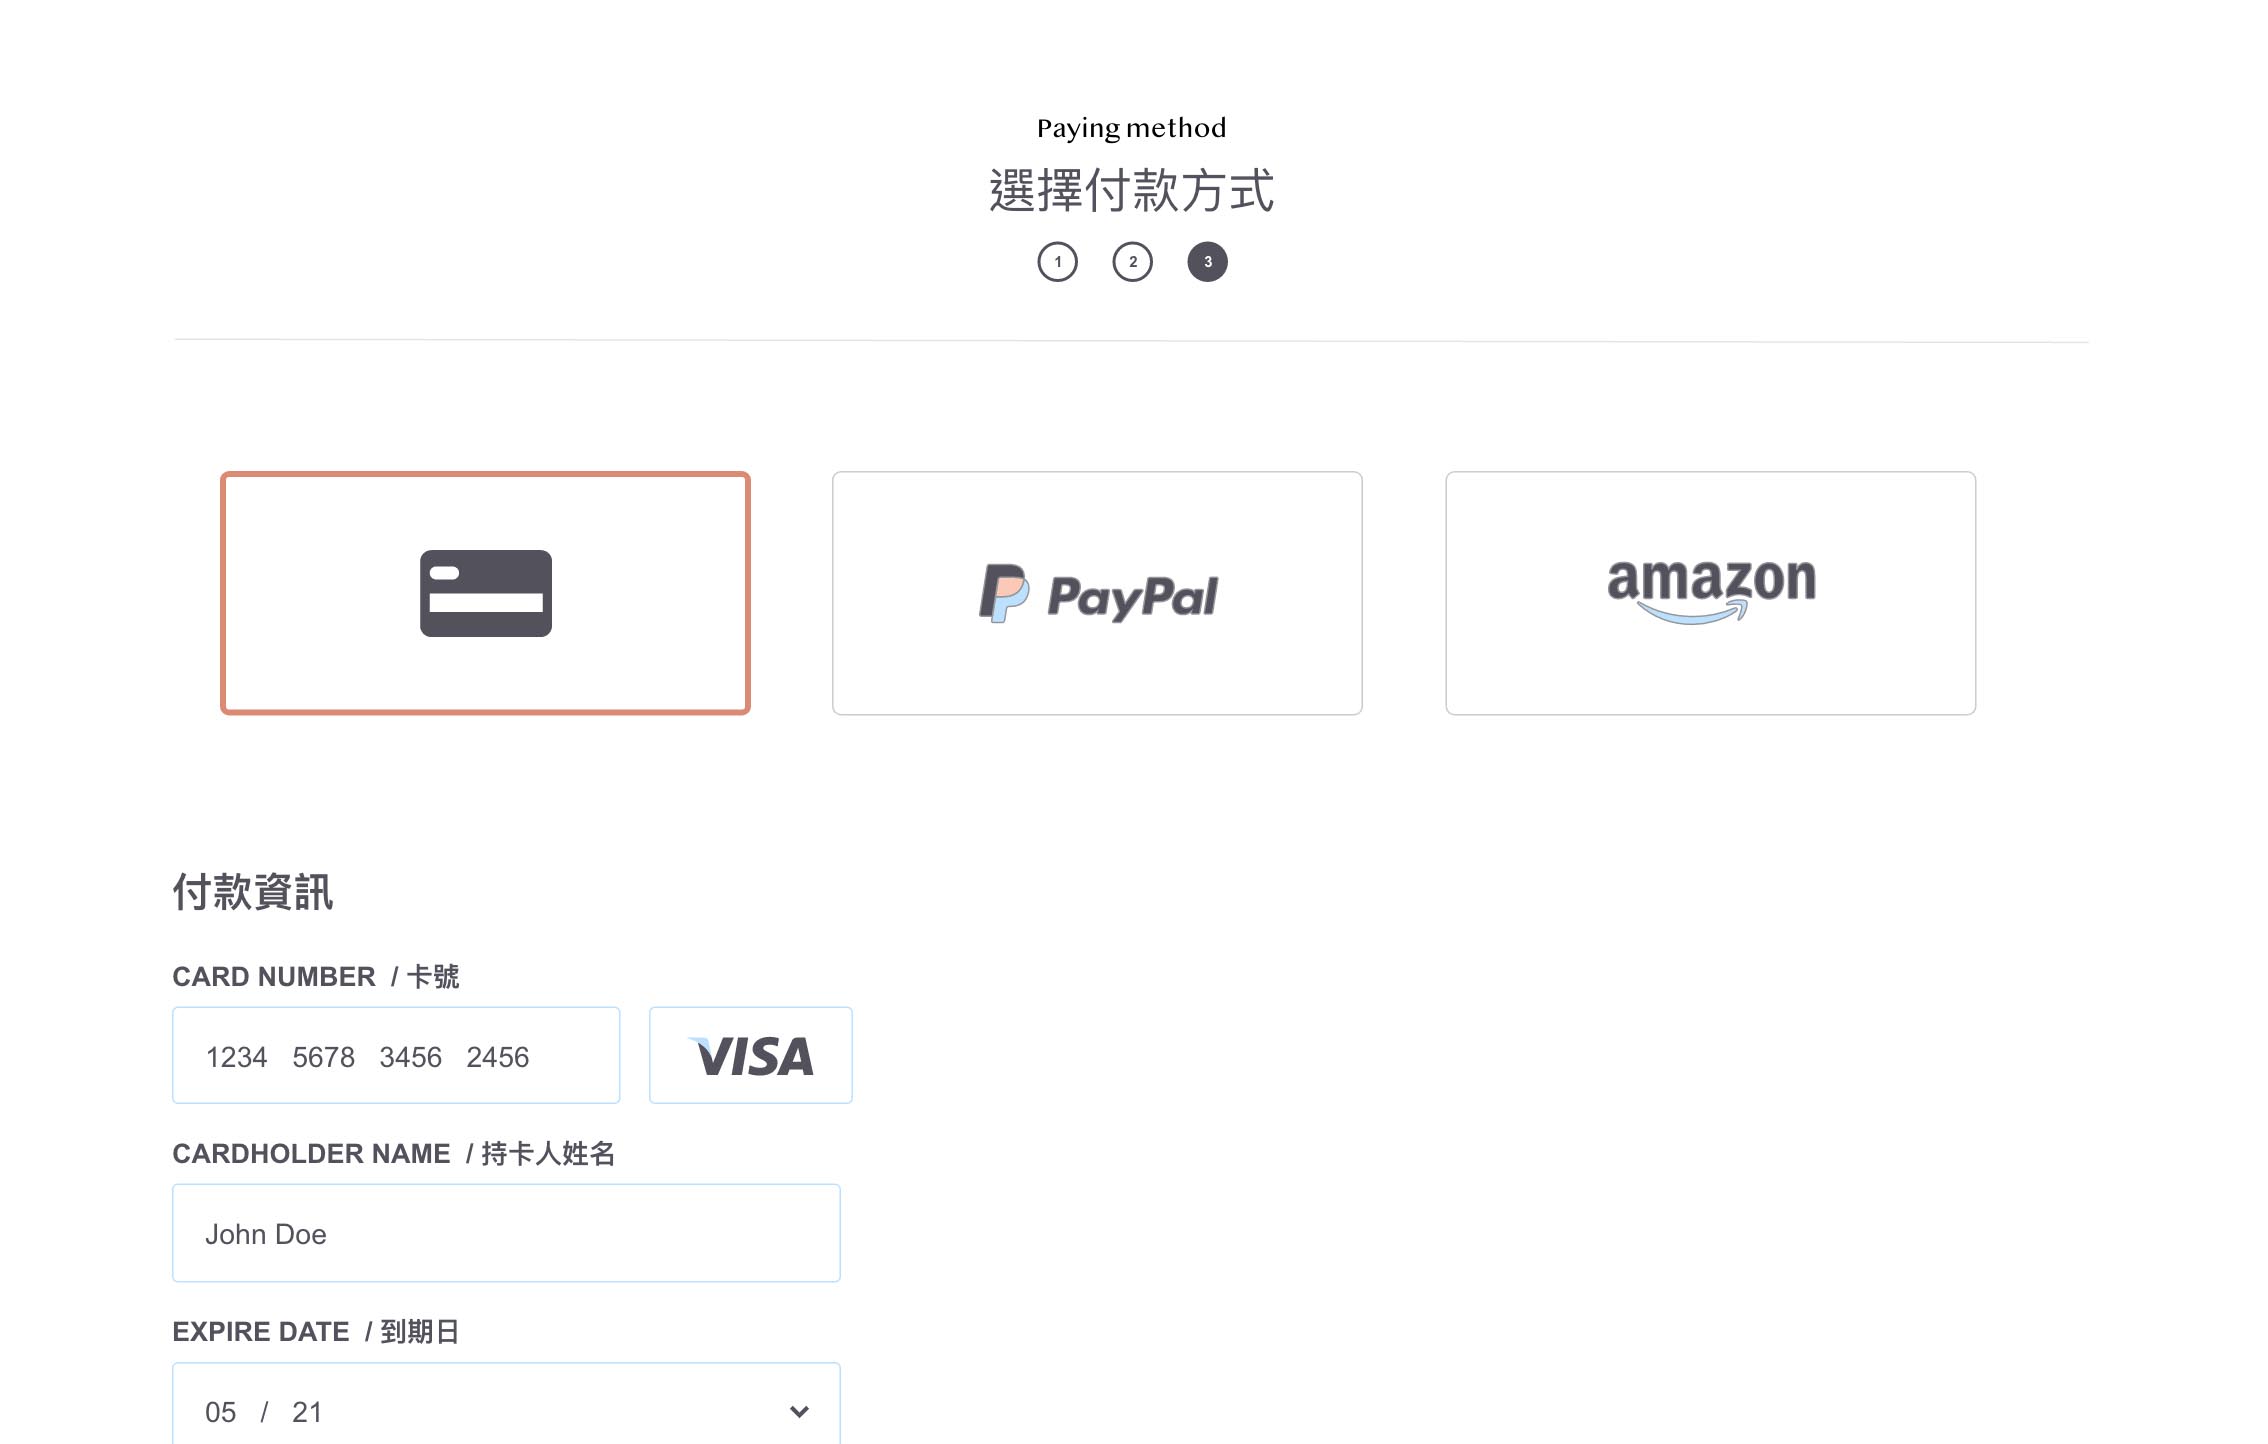 Paying method
選擇付款方式
1 2 3
PayPal
amazon
付款資訊
CARD NUMBER / 卡號
1234 5678 3456 2456
VISA
CARDHOLDER NAME / 持卡人姓名
John Doe
EXPIRE DATE / 到期日
05 / 21